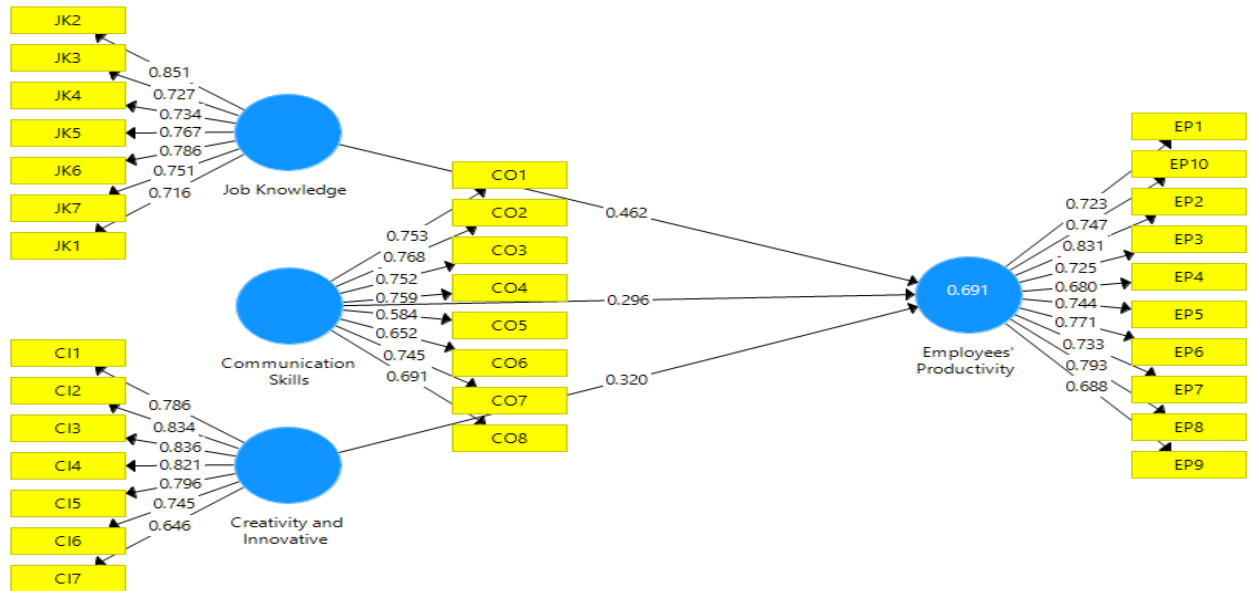 JK2
JK3
JK4
JK5
JK6
JK7
JK1
0.851
0.727
0.734
0.767
0.786
0.751
0.716
Job Knowledge
CO1
CO2
CO3
CO4
CO5
CO6
CO7
CO8
0.753
0.768
0.752
0.759
0.584
0.652
0.745
0.691
Communication
Skills
CI1
CI2
CI3
CI4
CI5
CI6
CI7
0.786
0.834
0.836
0.821
0.796
0.745
0.646
Creativity and
Innovative
0.462
0.296
0.320
0.691
Employees'
Productivity
0.723
0.747
0.831
0.725
0.680
0.744
0.771
0.733
0.793
0.688
EP1
EP10
EP2
EP3
EP4
EP5
EP6
EP7
EP8
EP9